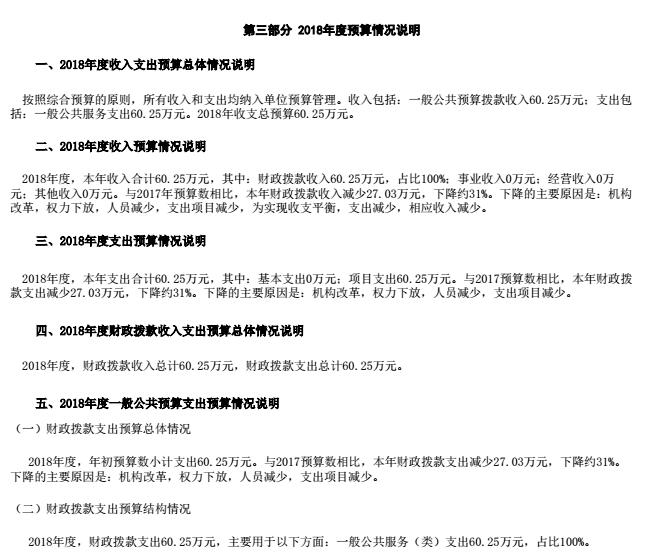 第三部分 2018年度预算情况说明
一、2018年度收入支出预算总体情况说明
按照综合预算的原则，所有收入和支出均纳入单位预算管理。收入包括：一般公共预算拨款收入60.25万元；支出包
括：一般公共服务支出60.25万元。2018年收支总预算60.25万元。
二、2018年度收入预算情况说明
2018年度，本年收入合计60.25万元，其中：财政拨款收入60.25万元，占比100%；事业收入0万元；经营收入0万
元；其他收入0万元。与2017年预算数相比，本年财政拨款收入减少27.03万元，下降约31%。下降的主要原因是：机构
改革，权力下放，人员减少，支出项目减少，为实现收支平衡，支出减少，相应收入减少。
三、2018年度支出预算情况说明
2018年度，本年支出合计60.25万元，其中：基本支出0万元；项目支出60.25万元。与2017预算数相比，本年财政拨
款支出减少27.03万元，下降约31%。下降的主要原因是：机构改革，权力下放，人员减少，支出项目减少。
四、2018年度财政拨款收入支出预算总体情况说明
2018年度，财政拨款收入总计60.25万元，财政拨款支出总计60.25万元。
五、2018年度一般公共预算支出预算情况说明
（一）财政拨款支出预算总体情况
2018年度，年初预算数小计支出60.25万元。与2017预算数相比，本年财政拨款支出减少27.03万元，下降约31%。
下降的主要原因是：机构改革，权力下放，人员减少，支出项目减少。
（二）财政拨款支出预算结构情况
2018年度，财政拨款支出60.25万元，主要用于以下方面：一般公共服务（类）支出60.25万元，占比100%。